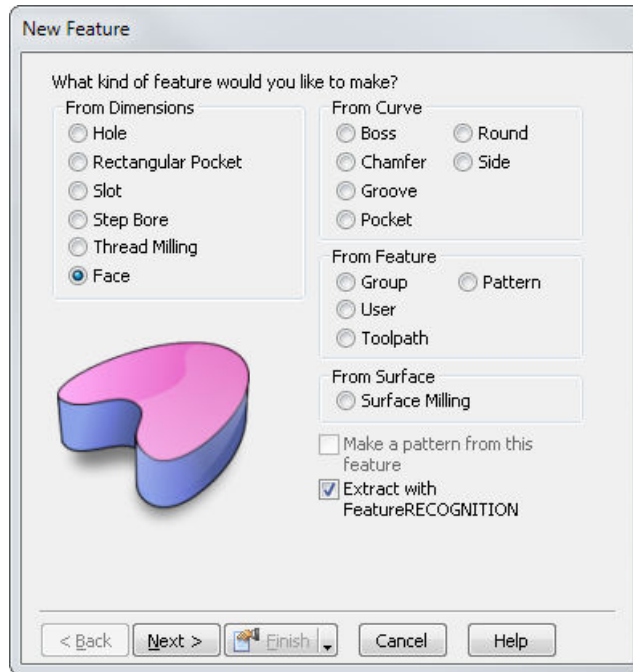 New Feature
What kind of feature would you like to make?
From Dimensions
Hole
Rectangular Pocket
Slot
Step Bore
Thread Milling
Face
From Curve
Boss
Round
Chamfer
Side
Groove
Pocket
From Feature
Group
Pattern
User
Toolpath
From Surface
Surface Milling
Make a pattern from this
feature
Extract with
FeatureRECOGNITION
< Back
Next >
Finish
Cancel
Help